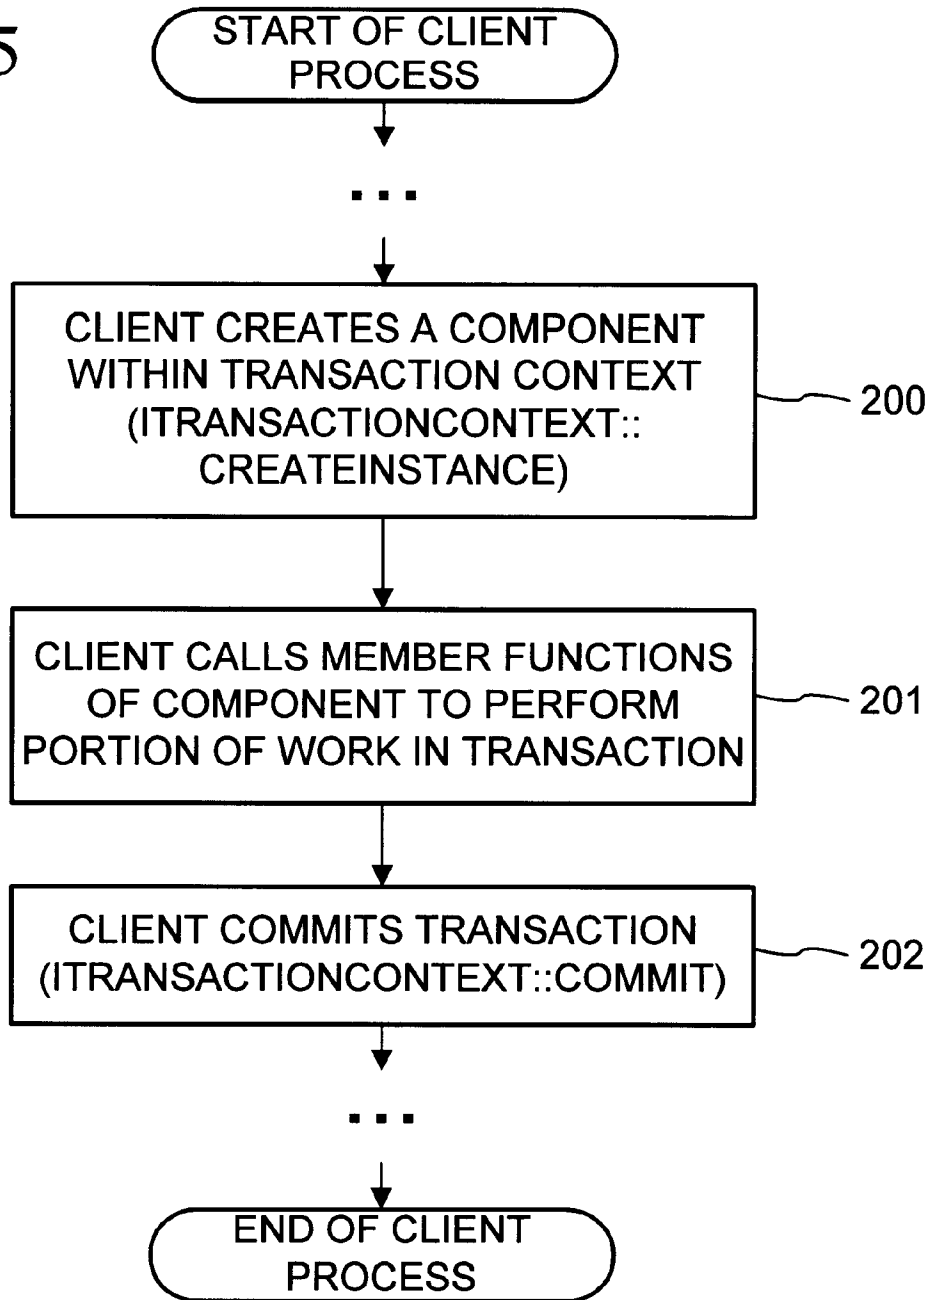 5
START OF CLIENT
PROCESS
...
CLIENT CREATES A COMPONENT
WITHIN TRANSACTION CONTEXT
(ITRANSACTIONCONTEXT::
CREATEINSTANCE)
200
CLIENT CALLS MEMBER FUNCTIONS
OF COMPONENT TO PERFORM
PORTION OF WORK IN TRANSACTION
201
CLIENT COMMITS TRANSACTION
(ITRANSACTIONCONTEXT::COMMIT)
202
...
END OF CLIENT
PROCESS